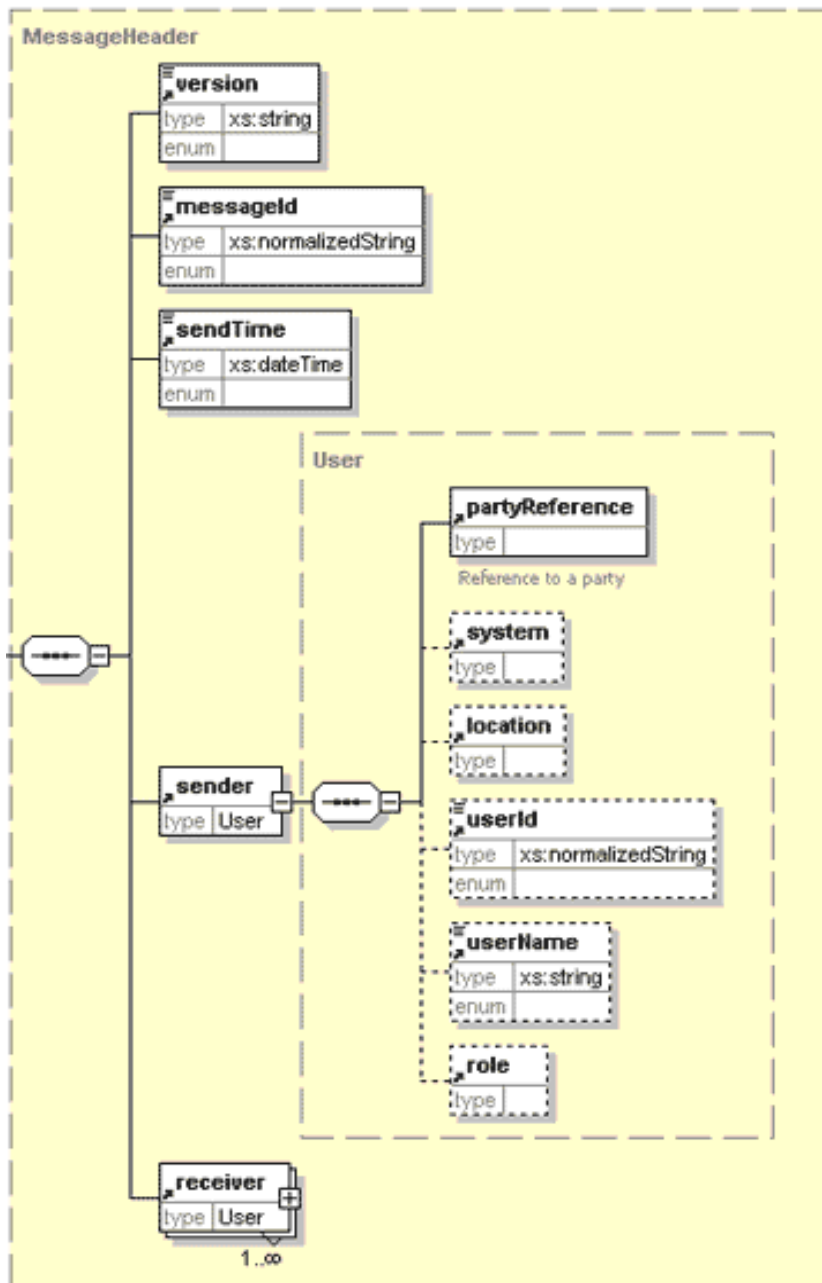 MessageHeader
version
type xs:string
enum
messageId
type xs:normalizedString
enum
sendTime
type xs:dateTime
enum
User
partyReference
type
Reference to a party
system
type
location
type
sender
type User
userId
type xs:normalizedString
enum
userName
type xs:string
enum
role
type
receiver
type User
1..∞